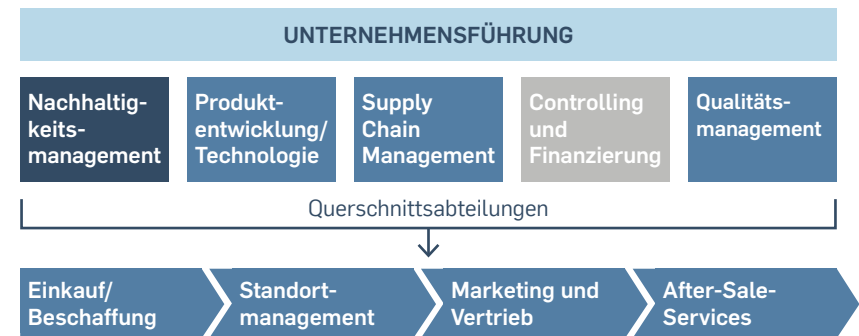 UNTERNEHMENSFÜHRUNG
Nachhaltig-
keits-
management
Produkt-
entwicklung/
Technologie
Supply
Chain
Management
Controlling
und
Finanzierung
Qualitäts-
management
Querschnittsabteilungen
Einkauf/
Beschaffung
Standort-
management
Marketing und
Vertrieb
After-Sale-
Services